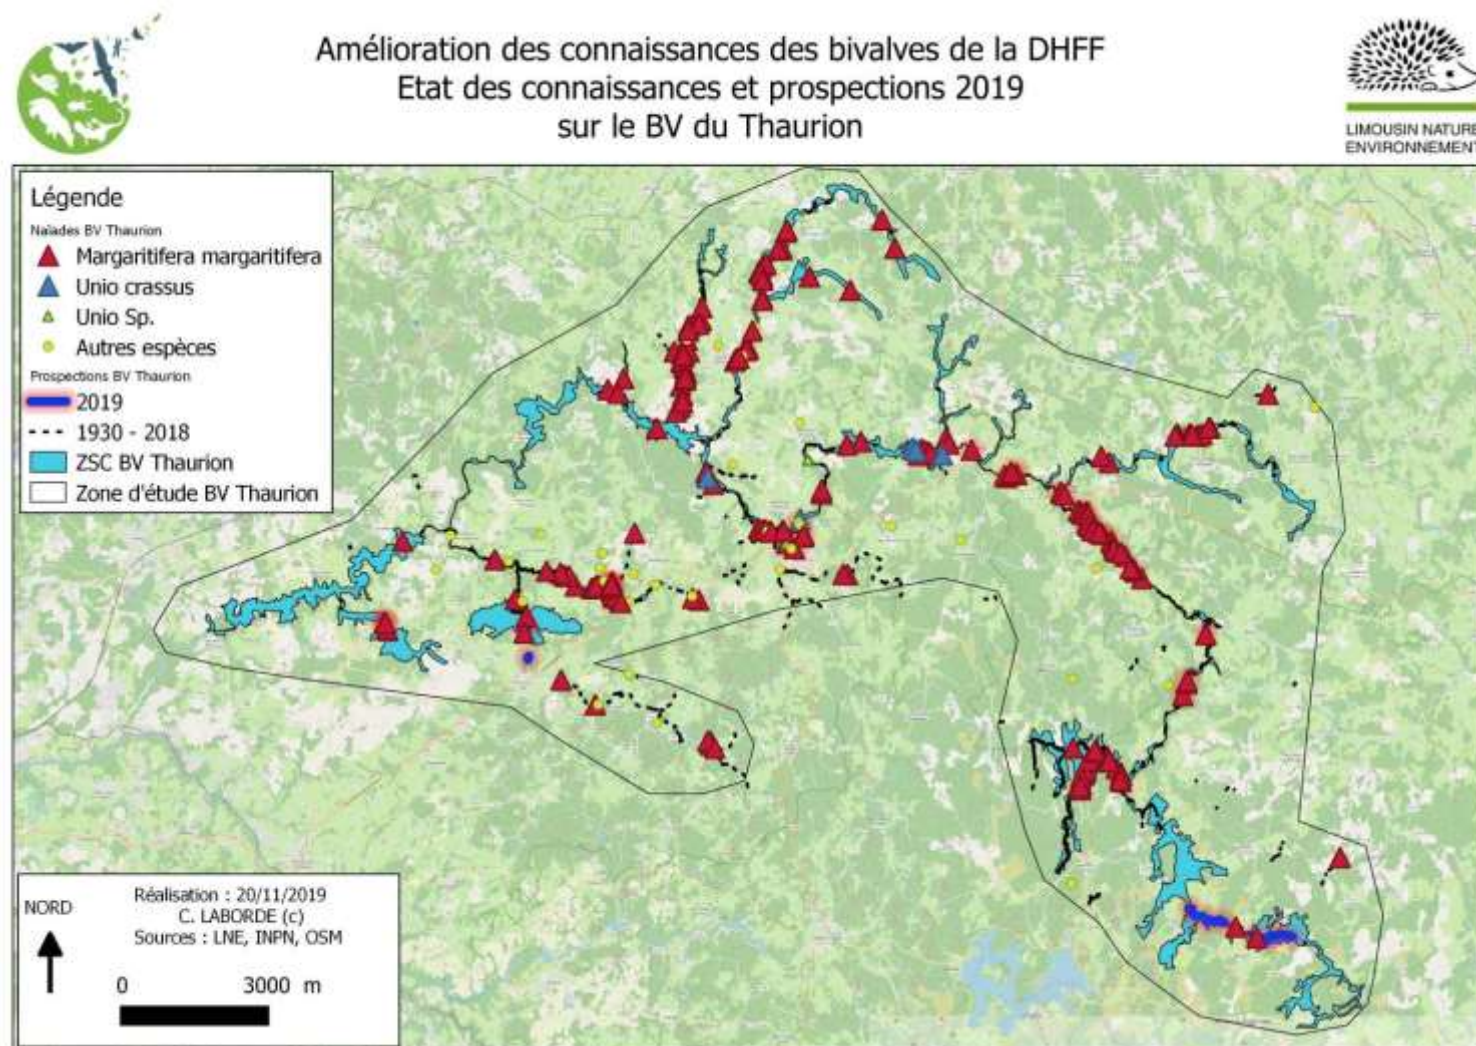 Amélioration des connaissances des bivalves de la DHFF
Etat des connaissances et prospections 2019
sur le BV du Thaurion
LIMOUSIN NATURE
ENVIRONNEMENT
Légende
Naïades BV Thaurion
Margaritifera margaritifera
Unio crassus
Unio Sp.
Autres espèces
Prospections BV Thaurion
2019
1930 - 2018
ZSC BV Thaurion
Zone d'étude BV Thaurion
NORD
Réalisation : 20/11/2019
C. LABORDE (c)
Sources : LNE, INPN, OSM
0 3000 m